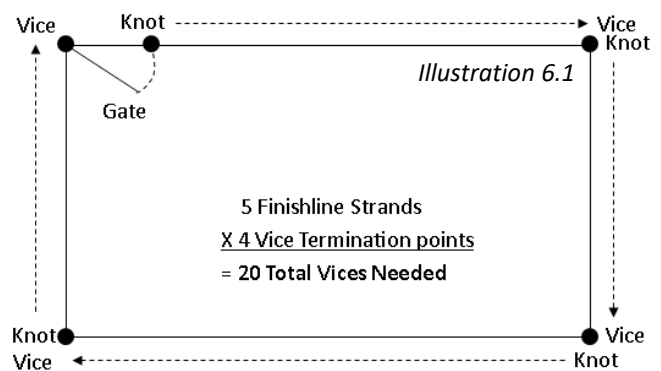 Vice
Knot
Vice
Knot
Illustration 6.1
Gate
5 Finishline Strands
X 4 Vice Termination points
= 20 Total Vices Needed
Knot
Vice
Vice
Knot